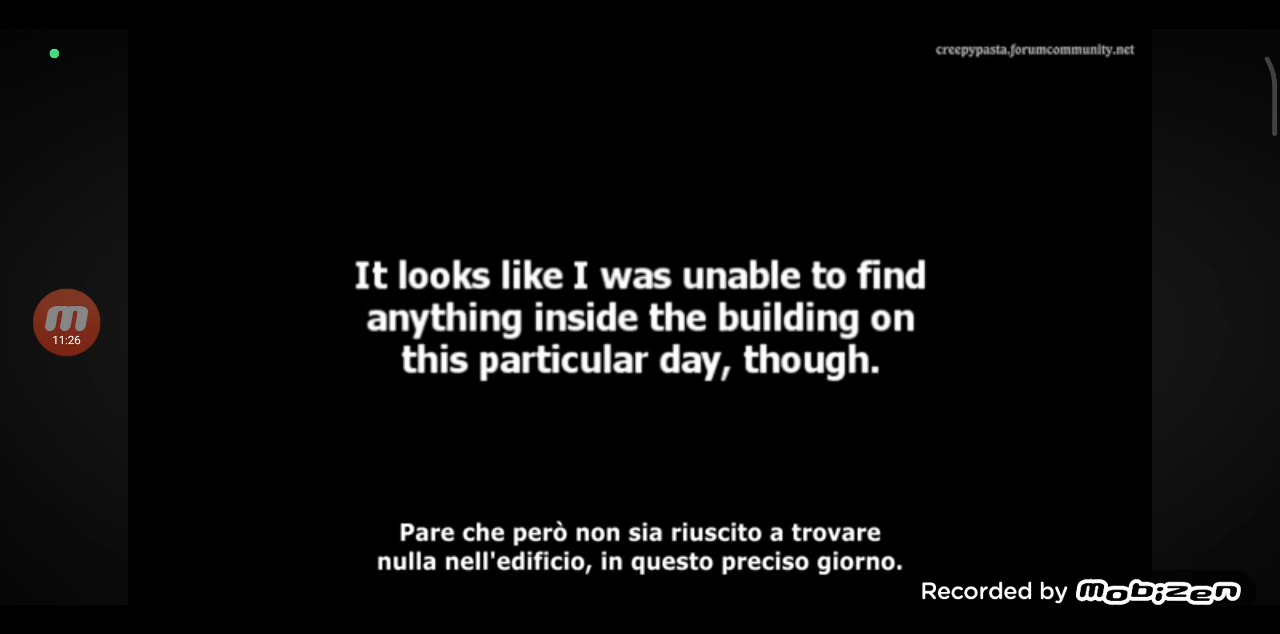 creepypasta.forumcommunity.net
It looks like I was unable to find
anything inside the building on
this particular day, though.
m
11:26
Pare che però non sia riuscito a trovare
nulla nell'edificio, in questo preciso giorno.
Recorded by mobizen